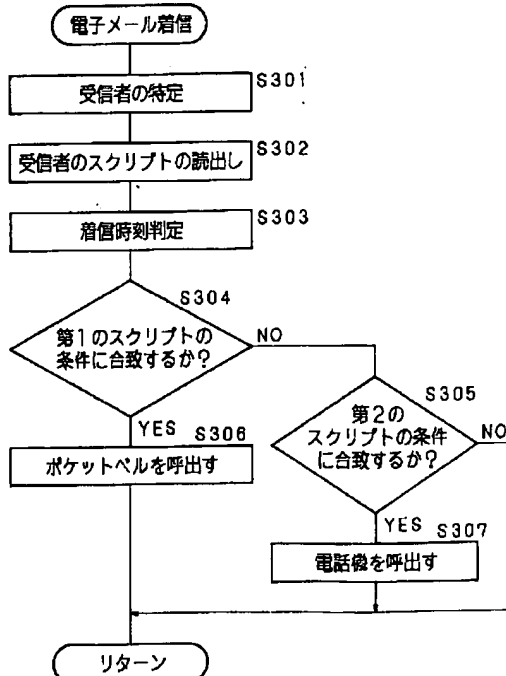 電子メール着信
受信者の特定
S301
受信者のスクリプトの読出し
S302
着信時刻判定
S303
S304
第1のスクリプトの
条件に合致するか?
NO
YES
S306
ポケットベルを呼出す
S305
第2の
スクリプトの条件
に合致するか?
NO
YES
S307
電話機を呼出す
リターン